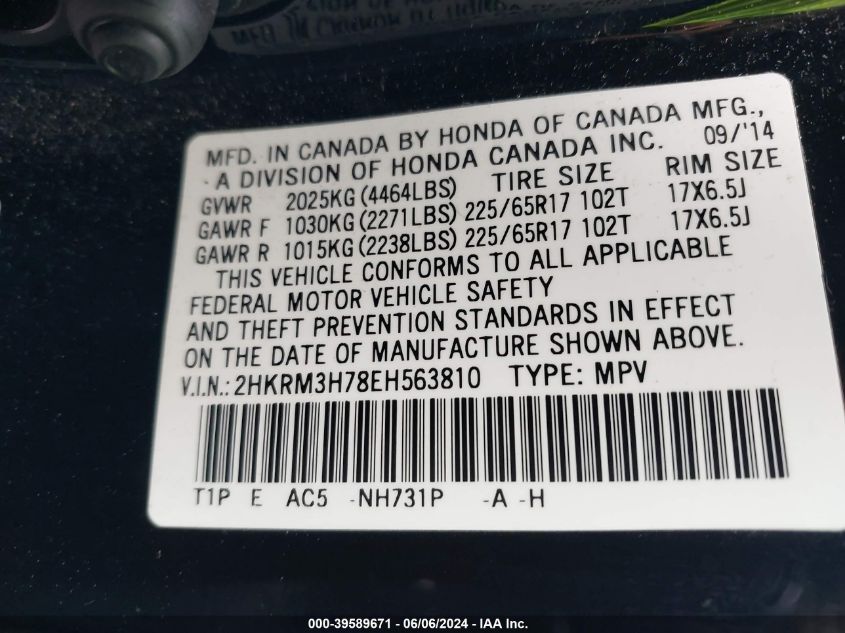 MFD. IN CANADA BY HONDA OF CANADA MFG.,
- A DIVISION OF HONDA CANADA INC. 09/'14
GVWR 2025KG (4464LBS) TIRE SIZE RIM SIZE
GAWR F 1030KG (2271LBS) 225/65R17 102T 17X6.5J
GAWR R 1015KG (2238LBS) 225/65R17 102T 17X6.5J
THIS VEHICLE CONFORMS TO ALL APPLICABLE
FEDERAL MOTOR VEHICLE SAFETY
AND THEFT PREVENTION STANDARDS IN EFFECT
ON THE DATE OF MANUFACTURE SHOWN ABOVE.
V.I.N.: 2HKRM3H78EH563810 TYPE: MPV
T1P E AC5 -NH731P -A -H
000-39589671 - 06/06/2024 - IAA Inc.